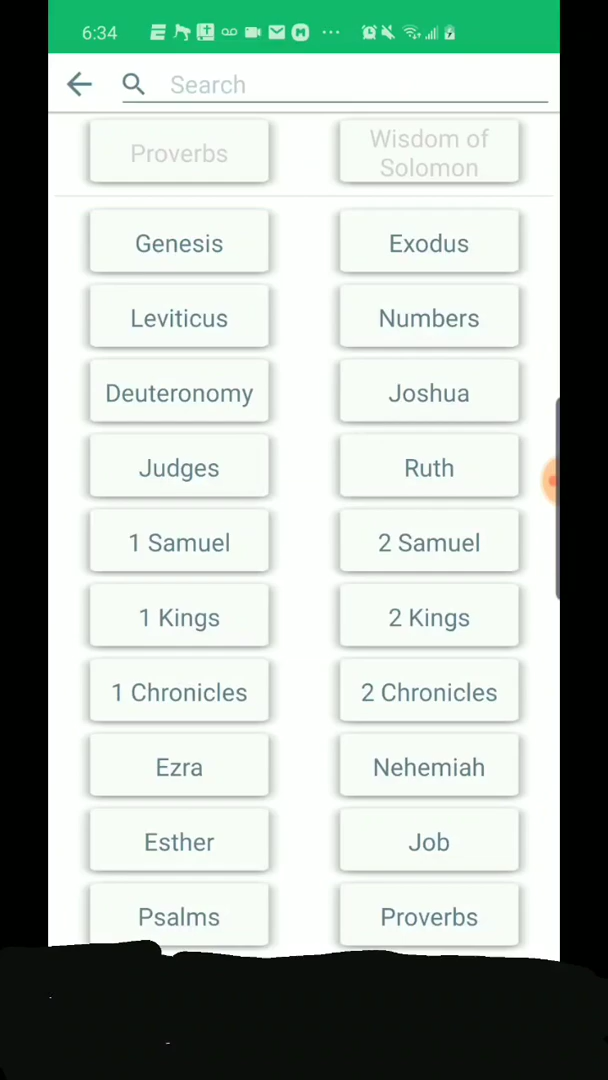 6:34
Search
Proverbs
Wisdom of
Solomon
Genesis
Exodus
Leviticus
Numbers
Deuteronomy
Joshua
Judges
Ruth
1 Samuel
2 Samuel
1 Kings
2 Kings
1 Chronicles
2 Chronicles
Ezra
Nehemiah
Esther
Job
Psalms
Proverbs